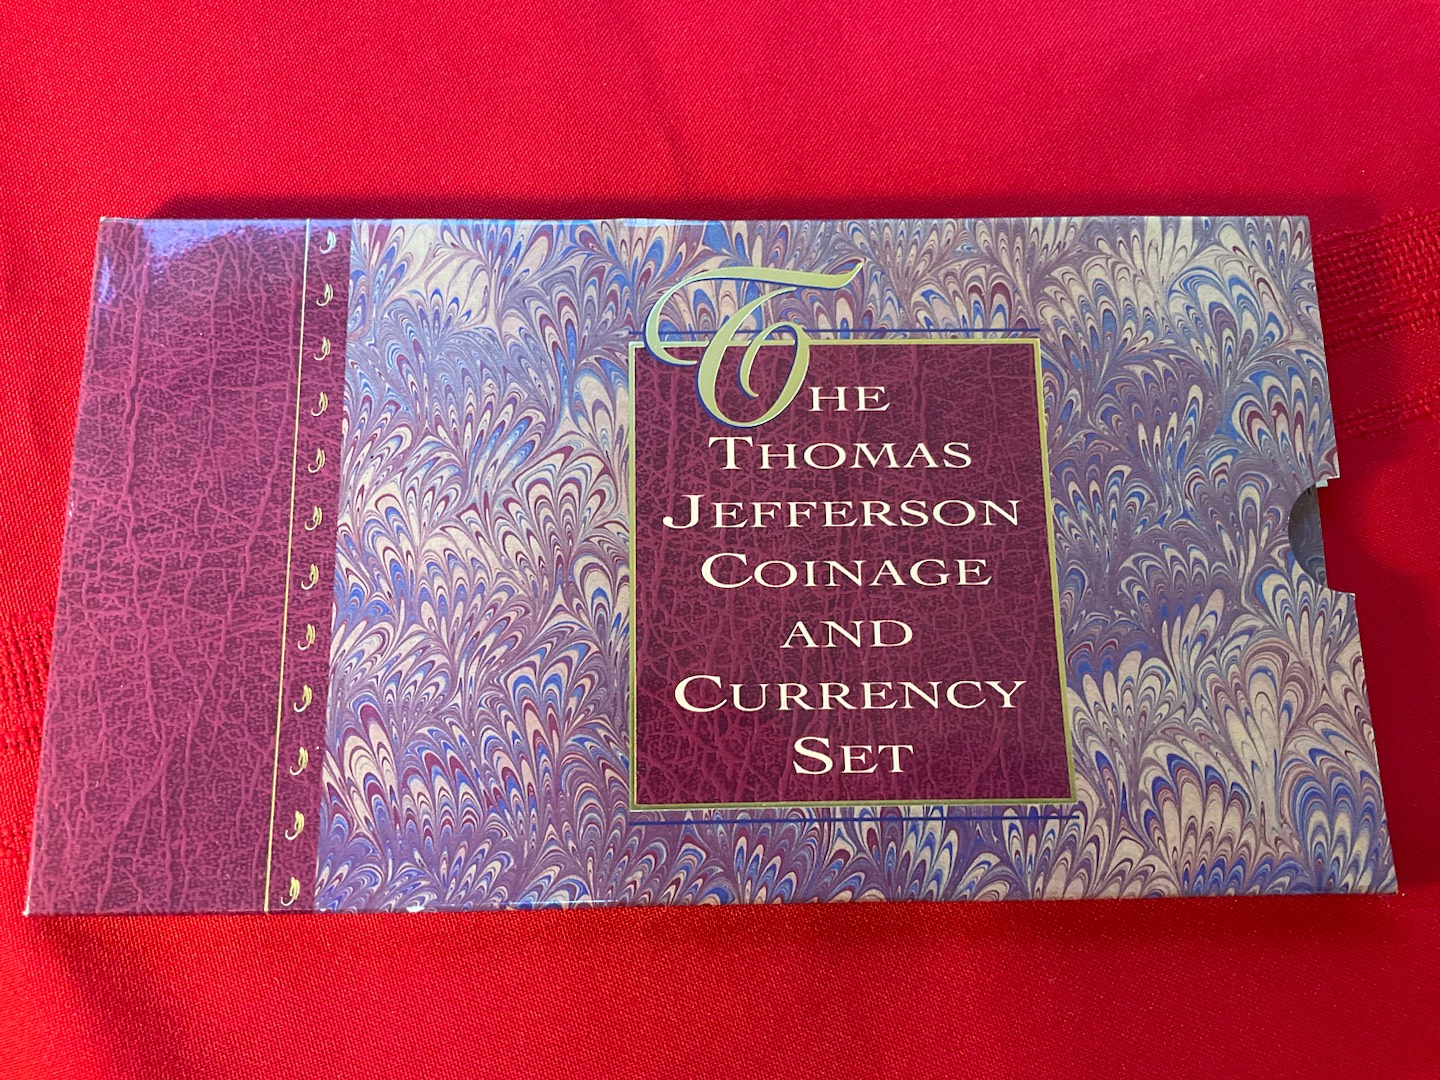 THE
THOMAS
JEFFERSON
COINAGE
AND
CURRENCY
SET